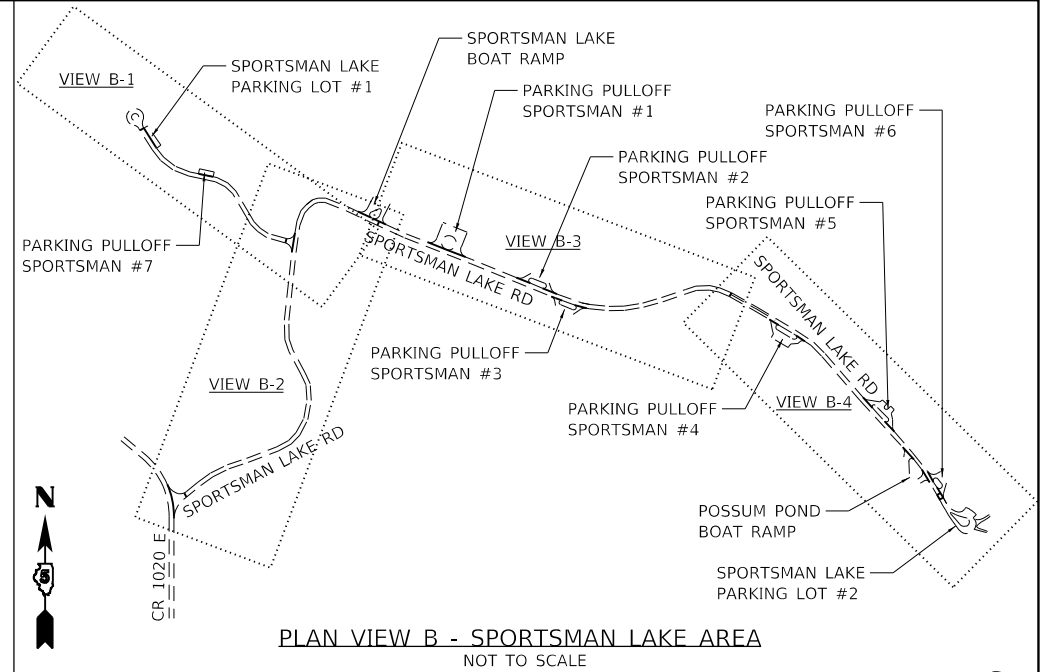 SPORTSMAN LAKE
BOAT RAMP
VIEW B-1
SPORTSMAN LAKE
PARKING LOT #1
PARKING PULLOFF
SPORTSMAN #1
PARKING PULLOFF
SPORTSMAN #6
PARKING PULLOFF
SPORTSMAN #2
PARKING PULLOFF
SPORTSMAN #5
PARKING PULLOFF
SPORTSMAN #7
SPORTSMAN LAKE RD
VIEW B-3
SPORTSMAN LAKE RD
PARKING PULLOFF
SPORTSMAN #3
VIEW B-2
PARKING PULLOFF
SPORTSMAN #4
VIEW B-4
SPORTSMAN LAKE RD
POSSUM POND
BOAT RAMP
N
5
CR 1020 E
SPORTSMAN LAKE
PARKING LOT #2
PLAN VIEW B - SPORTSMAN LAKE AREA
NOT TO SCALE